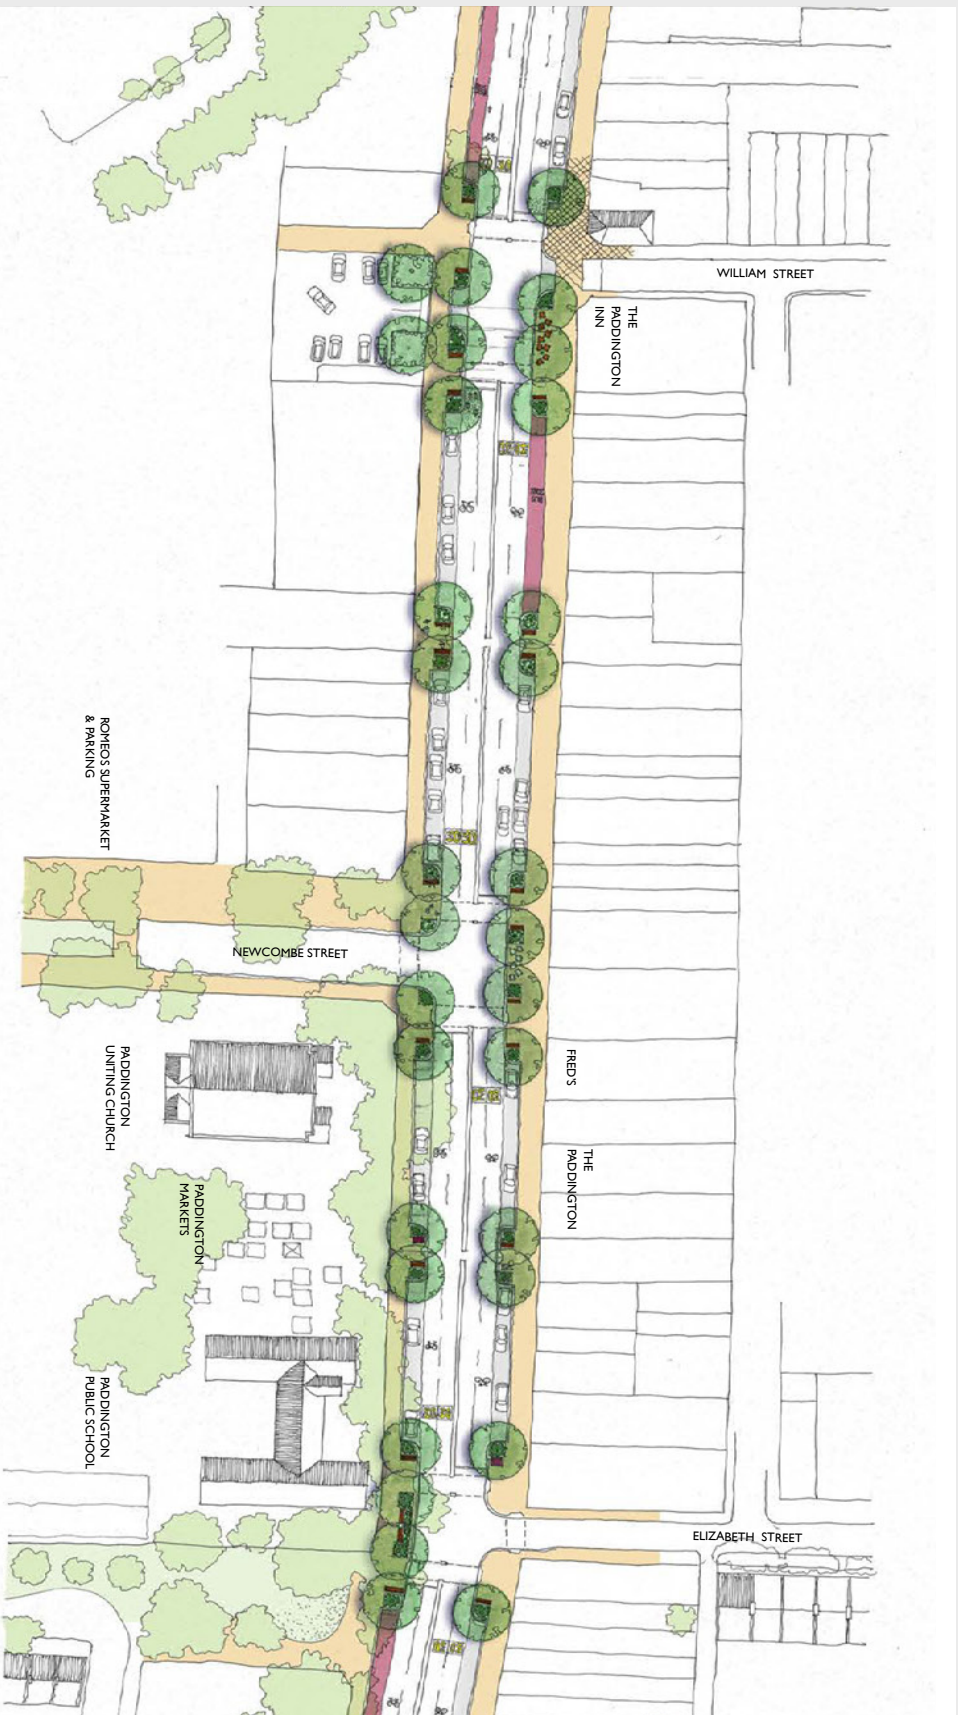 WILLIAM STREET
THE
PADDINGTON
INN
ROMEOS SUPERMARKET
& PARKING
NEWCOMBE STREET
FRED'S
PADDINGTON
UNITING CHURCH
THE
PADDINGTON
PADDINGTON
MARKETS
PADDINGTON
PUBLIC SCHOOL
ELIZABETH STREET